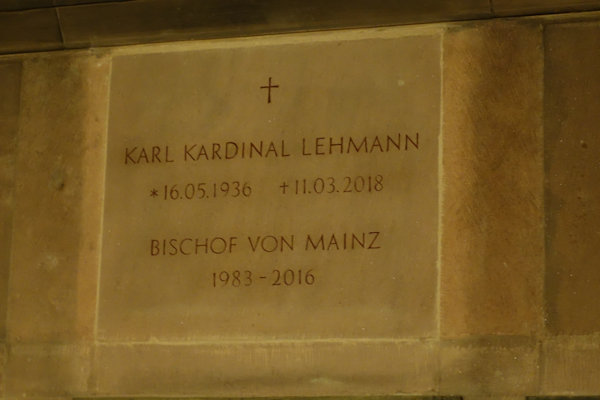 KARL KARDINAL LEHMANN
*16.05.1936 †11.03.2018
BISCHOF VON MAINZ
1983-2016